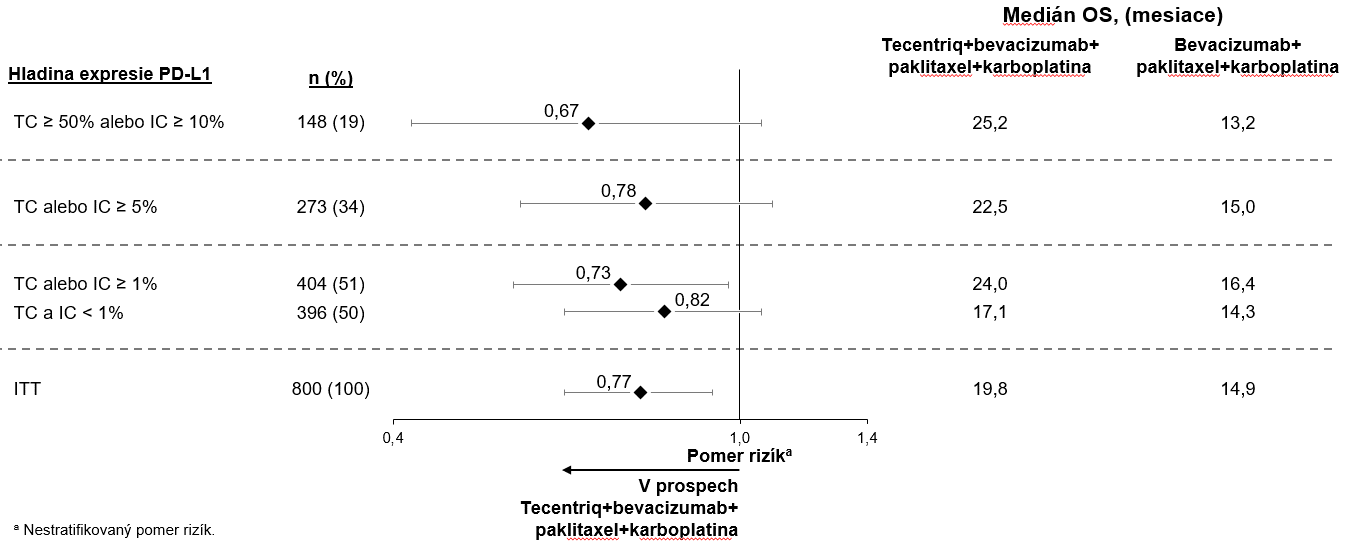 Medián OS, (mesiace)
Tecentriq+bevacizumab+ Bevacizumab+
paklitaxel+karboplatina paklitaxel+karboplatina
Hladina expresie PD-L1 n (%)
TC ≥ 50% alebo IC ≥ 10% 148 (19) 0,67 25,2 13,2
TC alebo IC ≥ 5% 273 (34) 0,78 22,5 15,0
TC alebo IC ≥ 1% 404 (51) 0,73 24,0 16,4
TC a IC < 1% 396 (50) 0,82 17,1 14,3
ITT 800 (100) 0,77 19,8 14,9
0,4 1,0 1,4
Pomer rizíkª
V prospech
Tecentriq+bevacizumab+
paklitaxel+karboplatina
ª Nestratifikovaný pomer rizík.